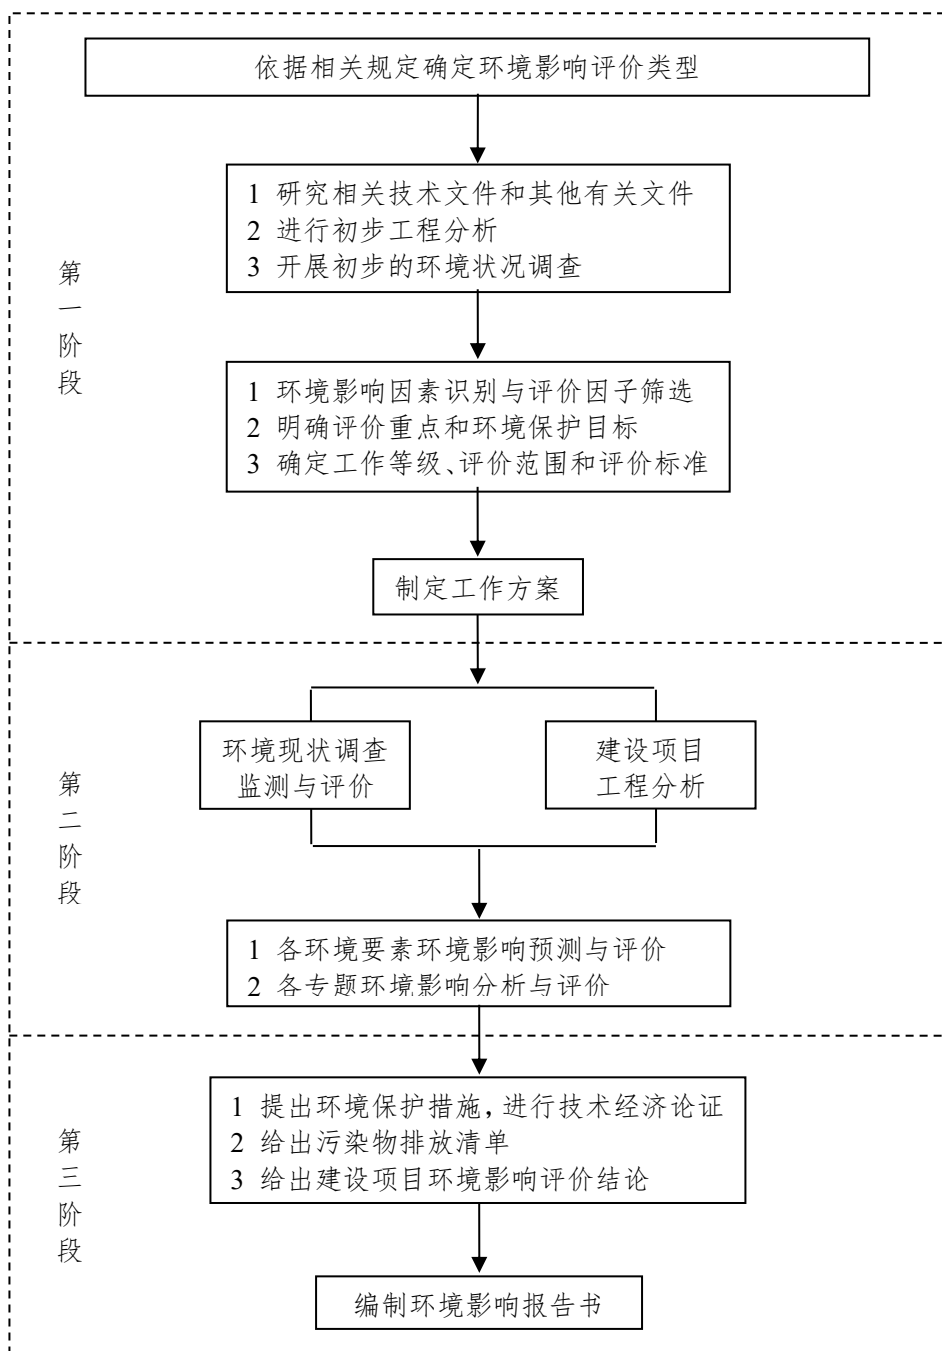 依据相关规定确定环境影响评价类型
1 研究相关技术文件和其他有关文件
2 进行初步工程分析
3 开展初步的环境状况调查
第一阶段
1 环境影响因素识别与评价因子筛选
2 明确评价重点和环境保护目标
3 确定工作等级、评价范围和评价标准
制定工作方案
第二阶段
环境现状调查
监测与评价
建设项目
工程分析
1 各环境要素环境影响预测与评价
2 各专题环境影响分析与评价
第三阶段
1 提出环境保护措施,进行技术经济论证
2 给出污染物排放清单
3 给出建设项目环境影响评价结论
编制环境影响报告书